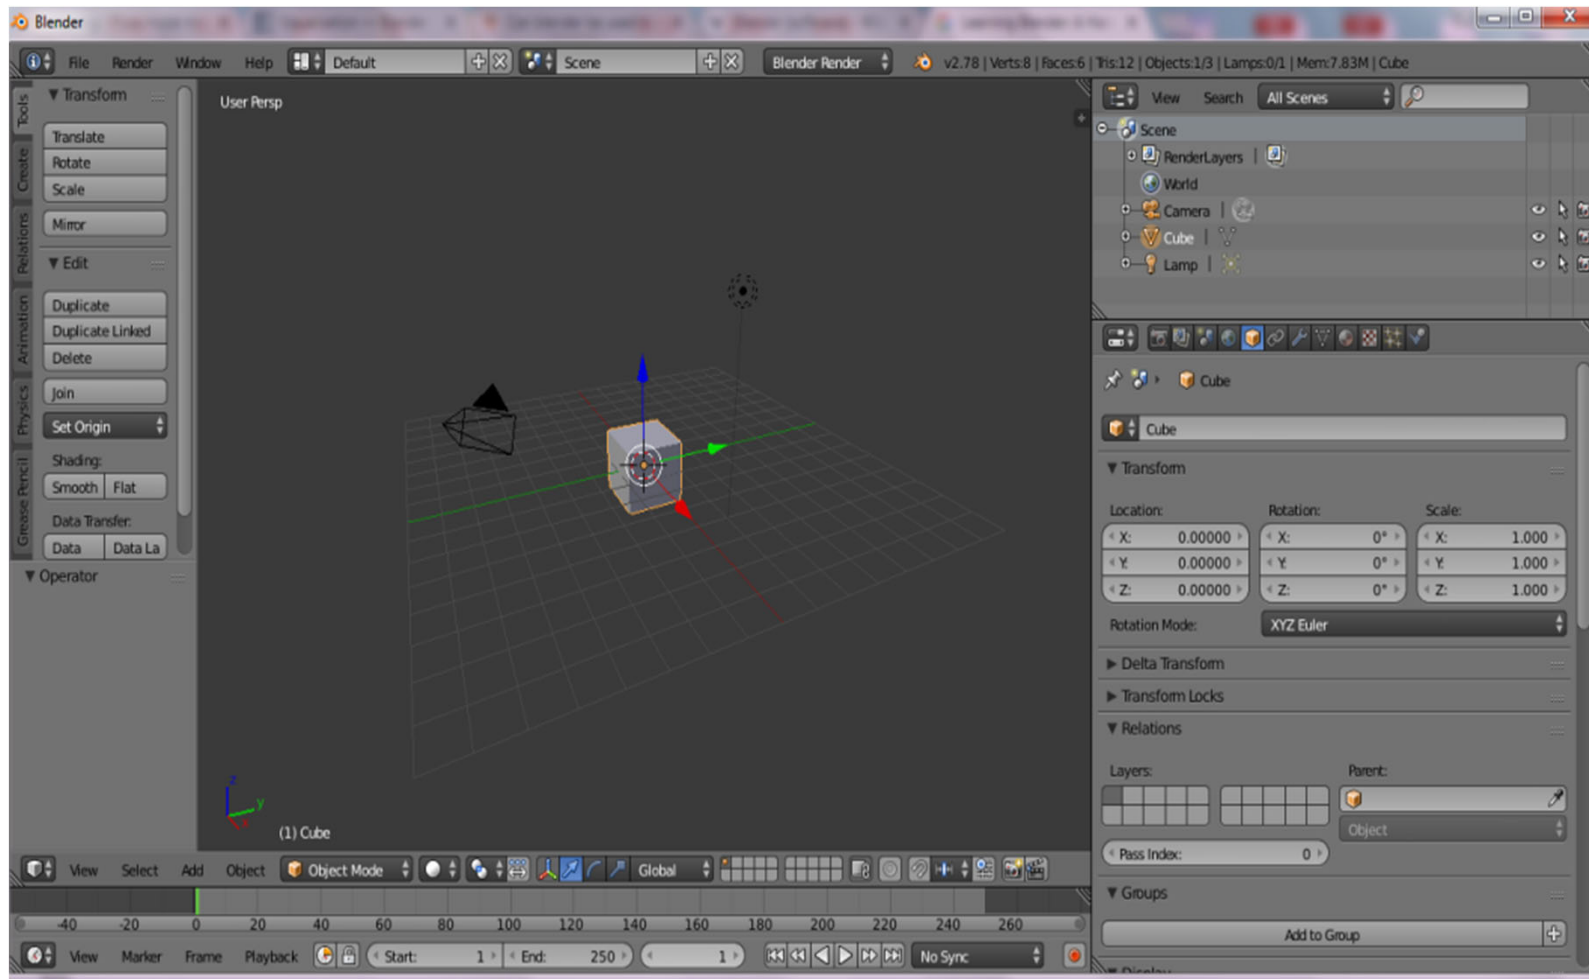 Blender
File Render Window Help Default Scene Blender Render v2.78 | Verts:8 | Faces:6 | Tris:12 | Objects:1/3 | Lamps:0/1 | Mem:7.83M | Cube
Tools
Create
Relations
Animation
Physics
Grease Pencil
Transform
Translate
Rotate
Scale
Mirror
Edit
Duplicate
Duplicate Linked
Delete
Join
Set Origin
Shading:
Smooth Flat
Data Transfer:
Data Data La
Operator
User Persp
z
y
x
(1) Cube
View Search All Scenes
Scene
RenderLayers |
World
Camera |
Cube |
Lamp |
Cube
Cube
Transform
Location: Rotation: Scale:
X: 0.00000 X: 0° X: 1.000
Y: 0.00000 Y: 0° Y: 1.000
Z: 0.00000 Z: 0° Z: 1.000
Rotation Mode: XYZ Euler
Delta Transform
Transform Locks
Relations
Layers: Parent:
Object
Pass Index: 0
Groups
Add to Group
Display
View Select Add Object Object Mode Global
-40 -20 0 20 40 60 80 100 120 140 160 180 200 220 240 260
View Marker Frame Playback Start: 1 End: 250 1 No Sync